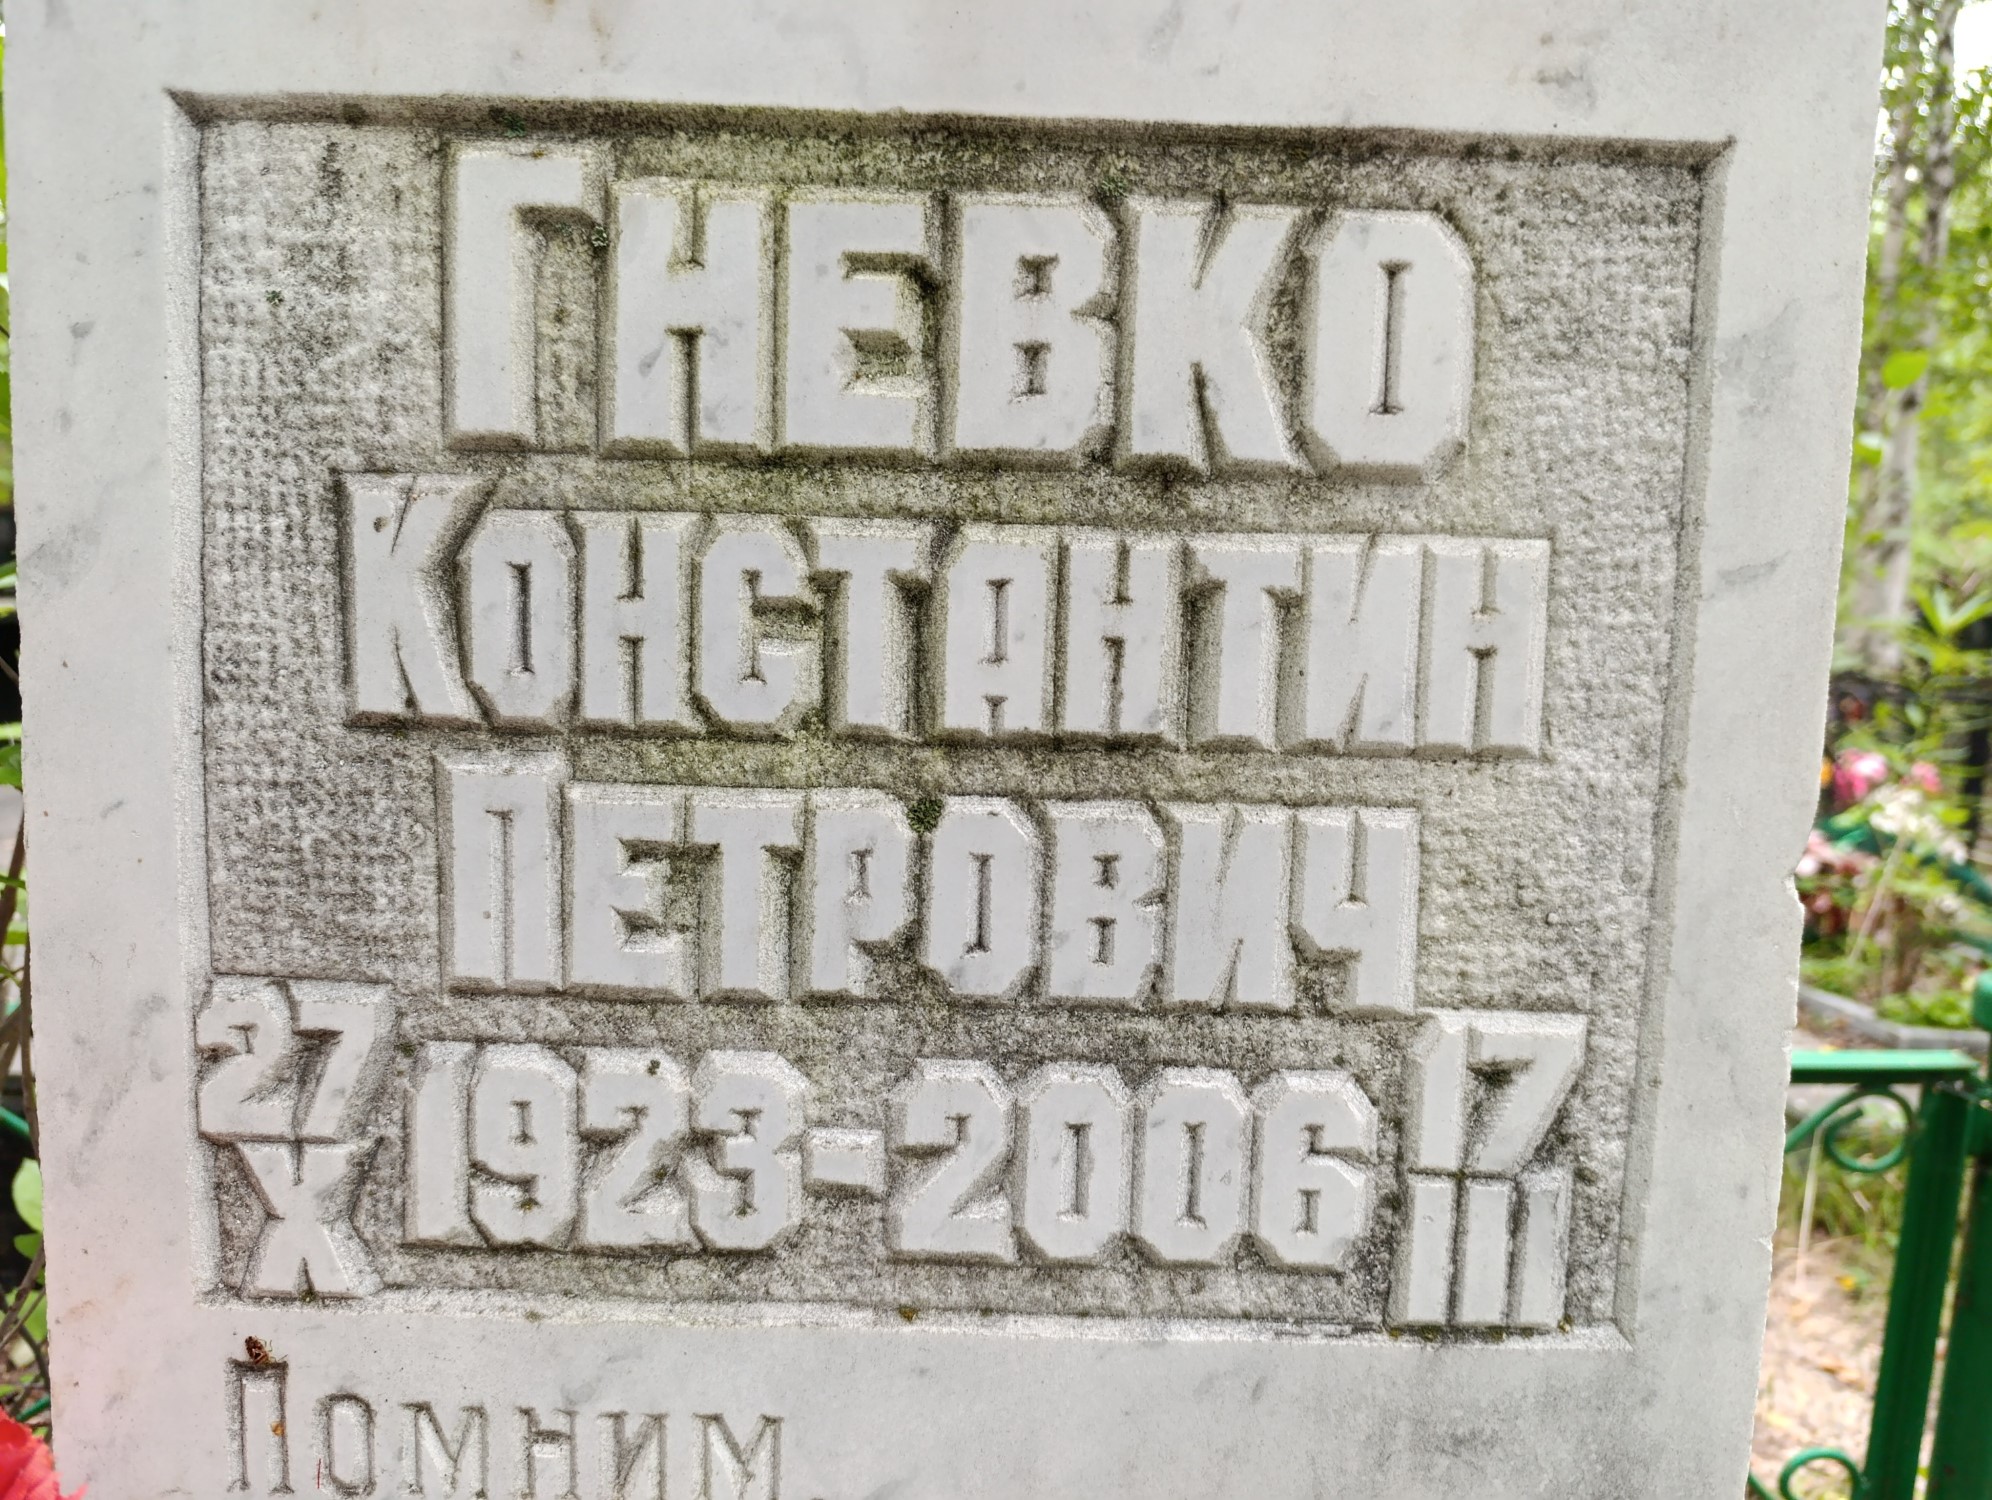 Гневко
Константин
Петрович
27 X 1923-2006 17 III
Помним